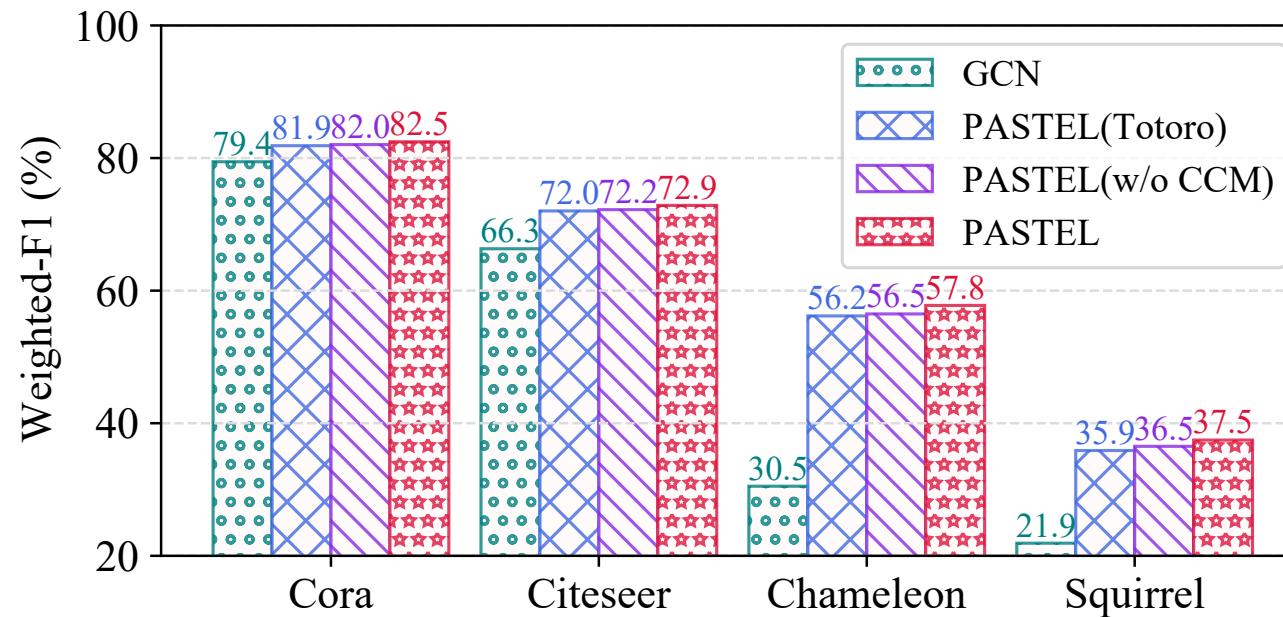 Weighted-F1 (%)
100
80
60
40
20
GCN
PASTEL(Totoro)
PASTEL(w/o CCM)
PASTEL
79.4 81.9 82.0 82.5
66.3 72.0 72.2 72.9
30.5 56.2 56.5 57.8
21.9 35.9 36.5 37.5
Cora Citeseer Chameleon Squirrel